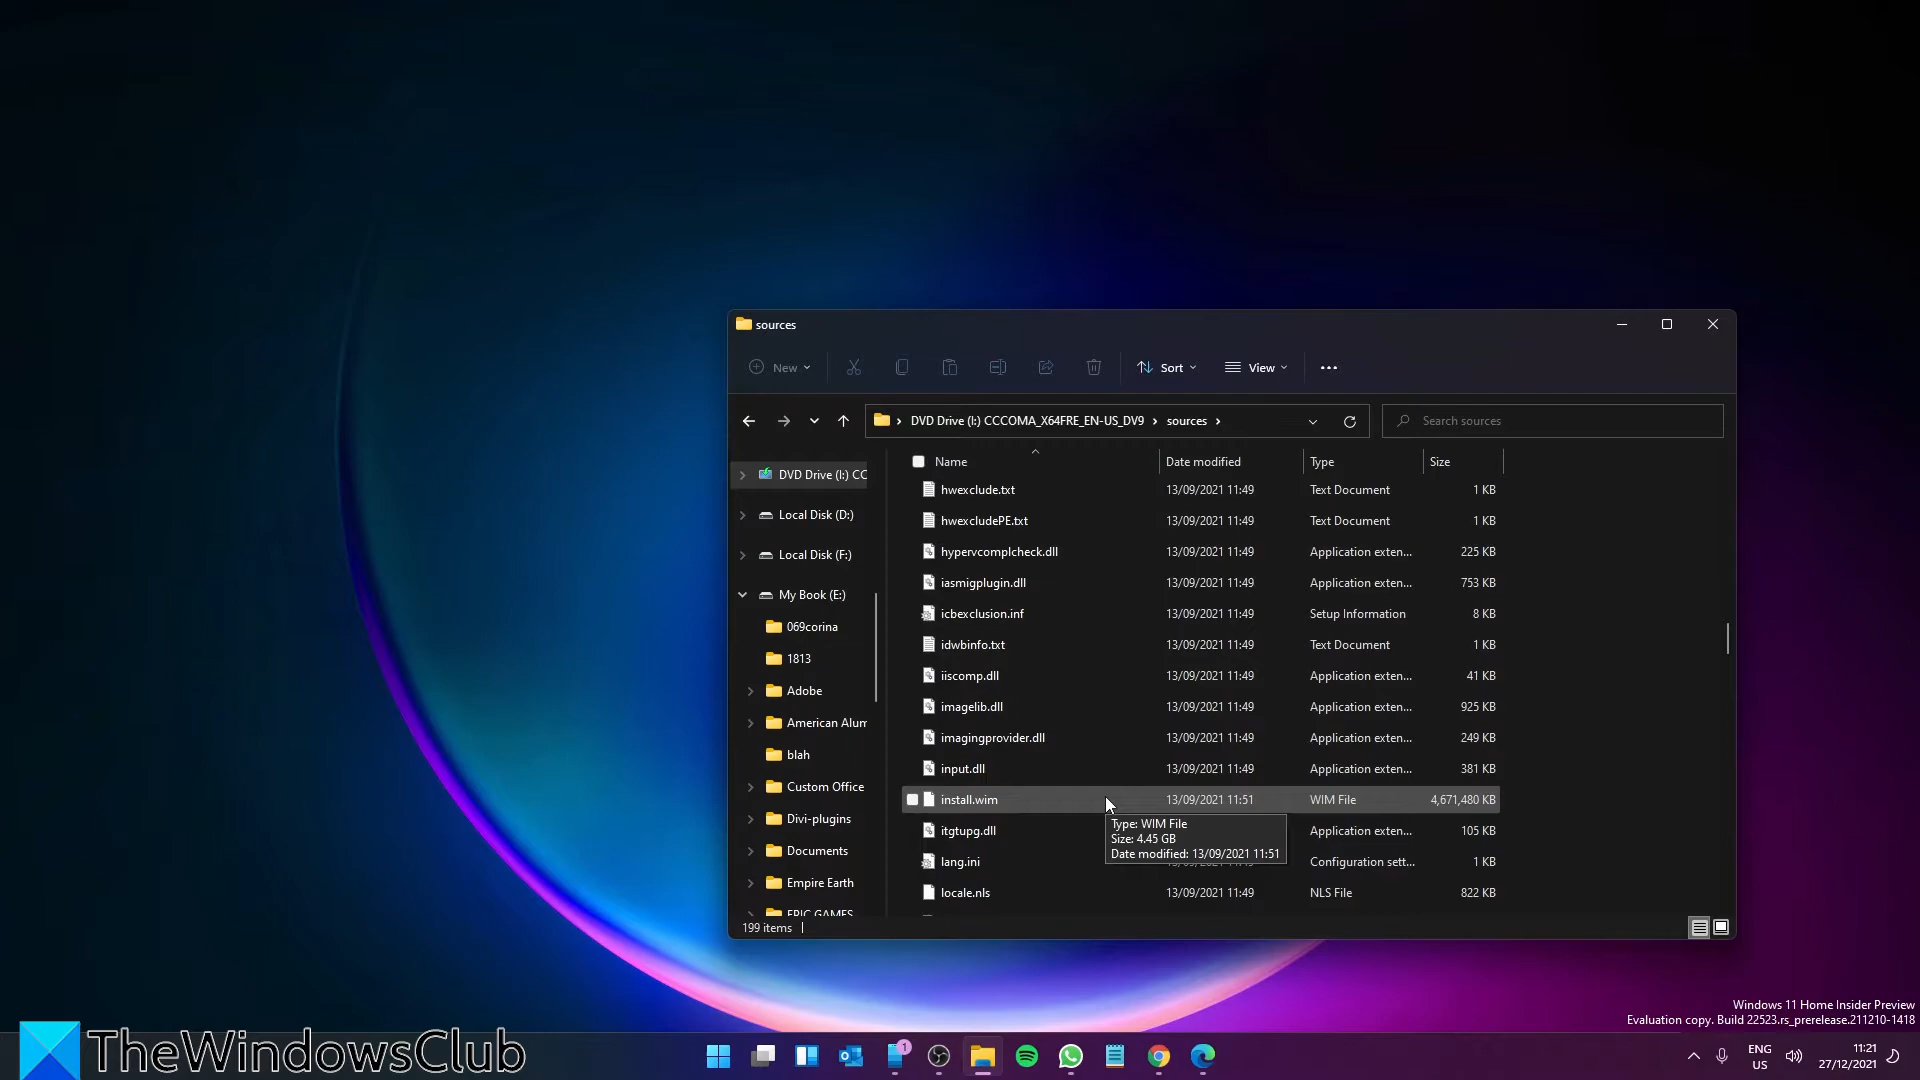 sources
New
Sort
View
DVD Drive (I:) CCCOMA_X64FRE_EN-US_DV9
sources
Search sources
DVD Drive (I:) CC
Local Disk (D:)
Local Disk (F:)
My Book (E:)
069corina
1813
Adobe
American Alum
blah
Custom Office
Divi-plugins
Documents
Empire Earth
EPIC GAMES
Name Date modified Type Size
hwexclude.txt 13/09/2021 11:49 Text Document 1 KB
hwexcludePE.txt 13/09/2021 11:49 Text Document 1 KB
hypervcomplcheck.dll 13/09/2021 11:49 Application exten... 225 KB
iasmigplugin.dll 13/09/2021 11:49 Application exten... 753 KB
icbexclusion.inf 13/09/2021 11:49 Setup Information 8 KB
idwbinfo.txt 13/09/2021 11:49 Text Document 1 KB
iiscomp.dll 13/09/2021 11:49 Application exten... 41 KB
imagelib.dll 13/09/2021 11:49 Application exten... 925 KB
imagingprovider.dll 13/09/2021 11:49 Application exten... 249 KB
input.dll 13/09/2021 11:49 Application exten... 381 KB
install.wim 13/09/2021 11:51 WIM File 4,671,480 KB
itgtupg.dll Application exten... 105 KB
lang.ini Configuration sett... 1 KB
locale.nls 13/09/2021 11:49 NLS File 822 KB
Type: WIM File
Size: 4.45 GB
Date modified: 13/09/2021 11:51
199 items
Windows 11 Home Insider Preview
Evaluation copy. Build 22523.rs_prerelease.211210-1418
TheWindowsClub
1
ENG
US
11:21
27/12/2021